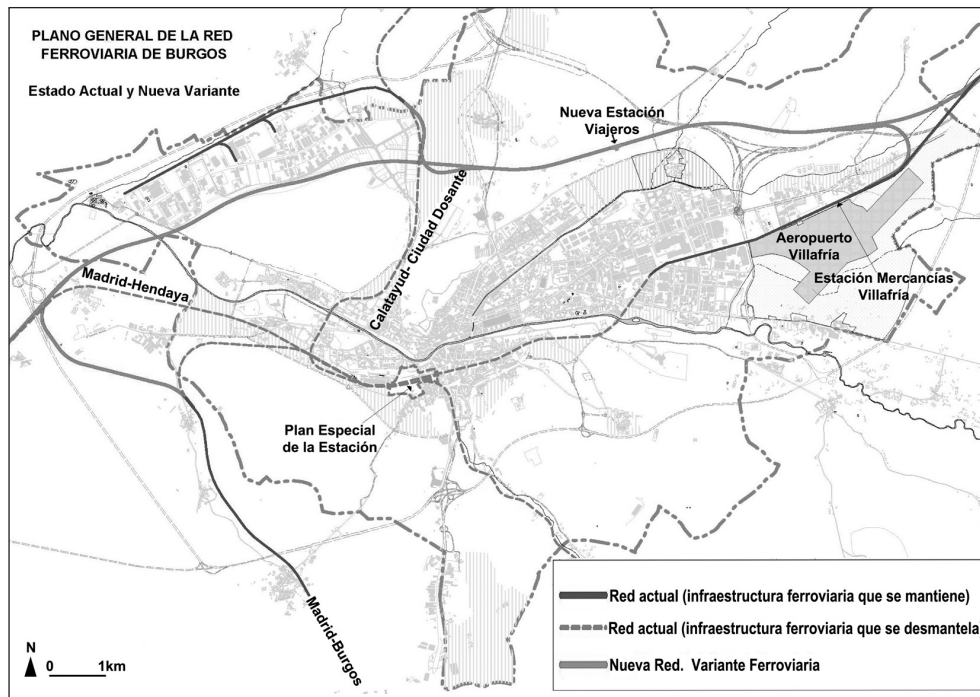 PLANO GENERAL DE LA RED
FERROVIARIA DE BURGOS
Estado Actual y Nueva Variante
Nueva Estación
Viajeros
Calatayud- Ciudad Dosante
Aeropuerto
Villafría
Estación Mercancías
Villafría
Madrid-Hendaya
Plan Especial
de la Estación
Madrid-Burgos
Red actual (infraestructura ferroviaria que se mantiene)
Red actual (infraestructura ferroviaria que se desmantela
Nueva Red. Variante Ferroviaria
N
0 1km